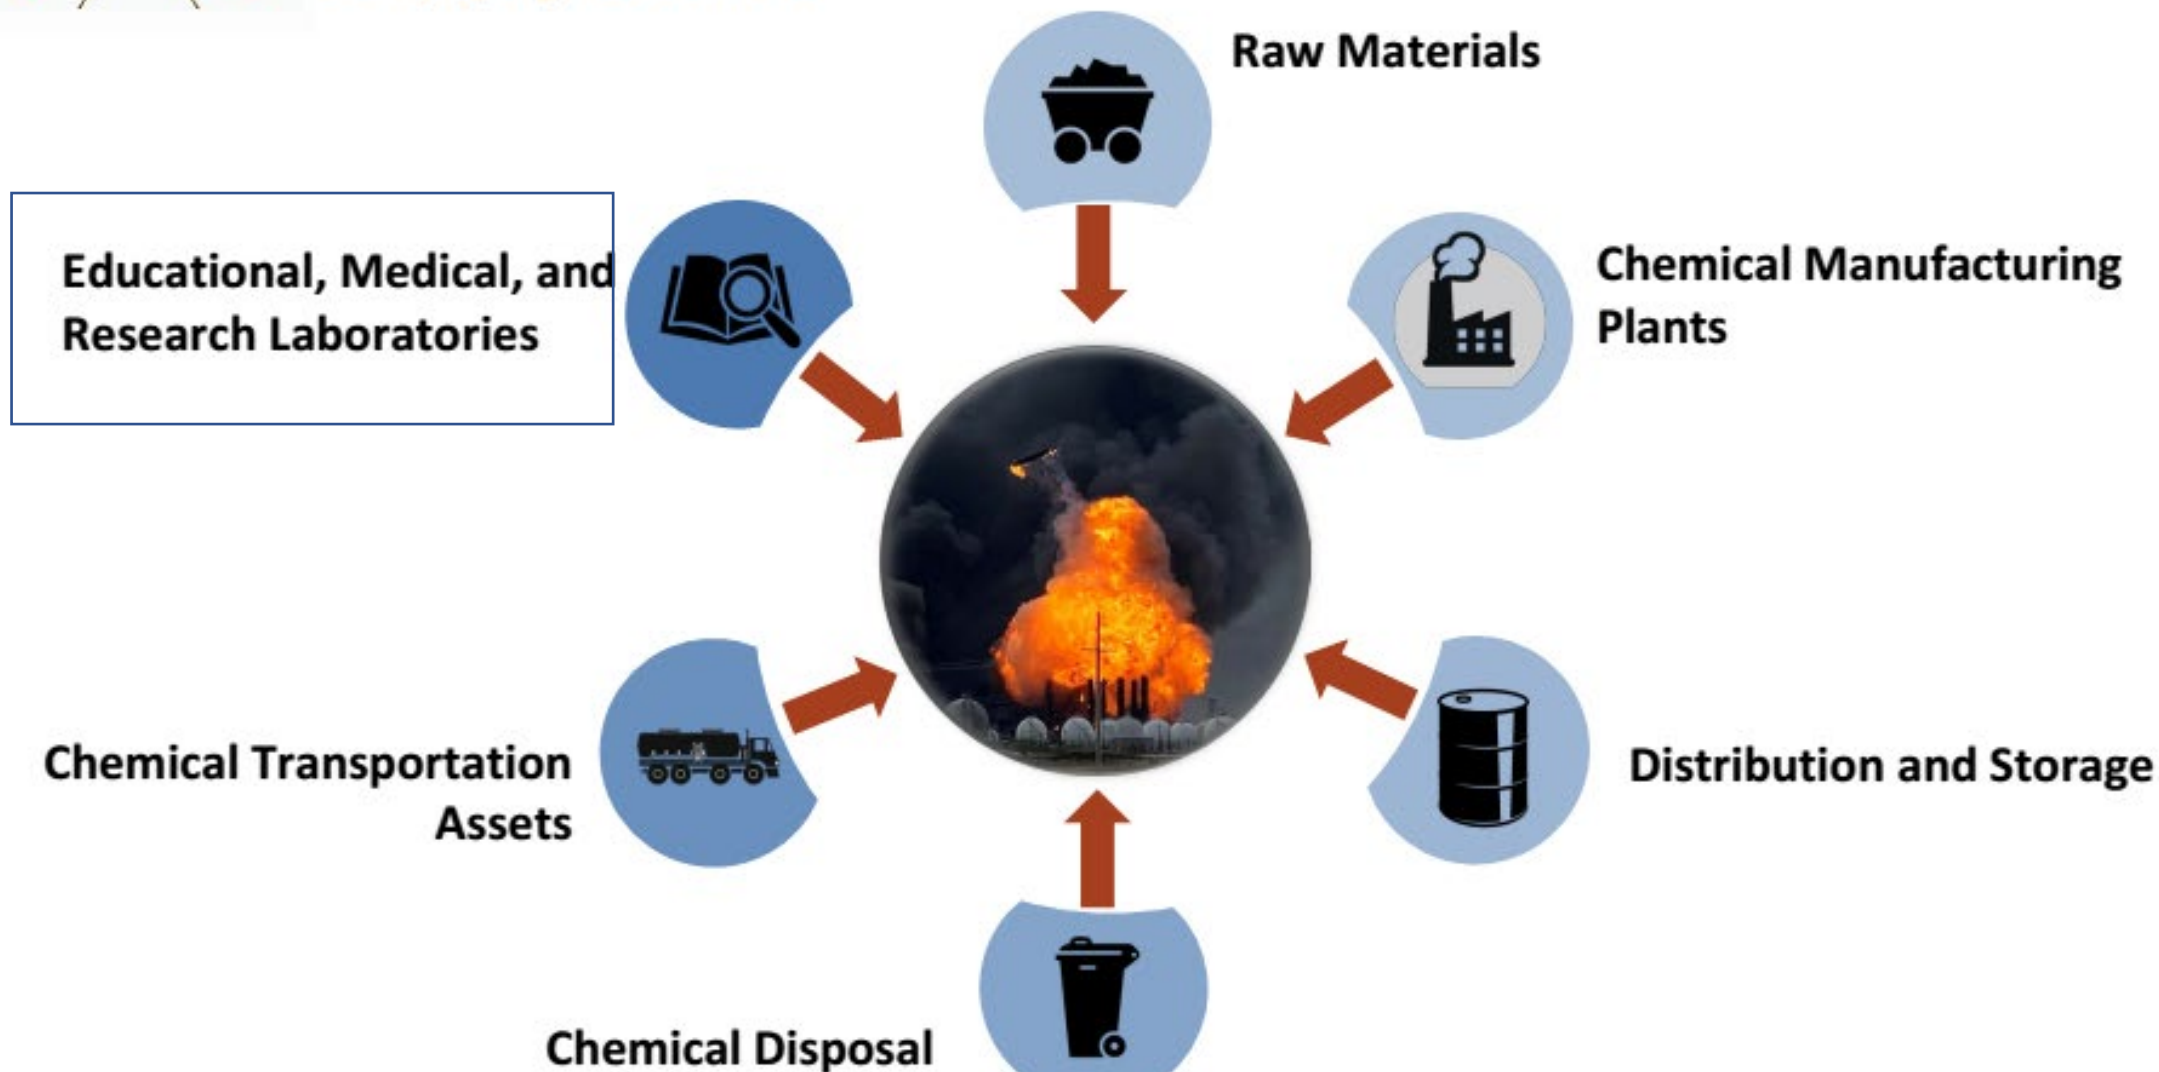 Raw Materials
Educational, Medical, and
Research Laboratories
Chemical Manufacturing
Plants
Chemical Transportation
Assets
Distribution and Storage
Chemical Disposal